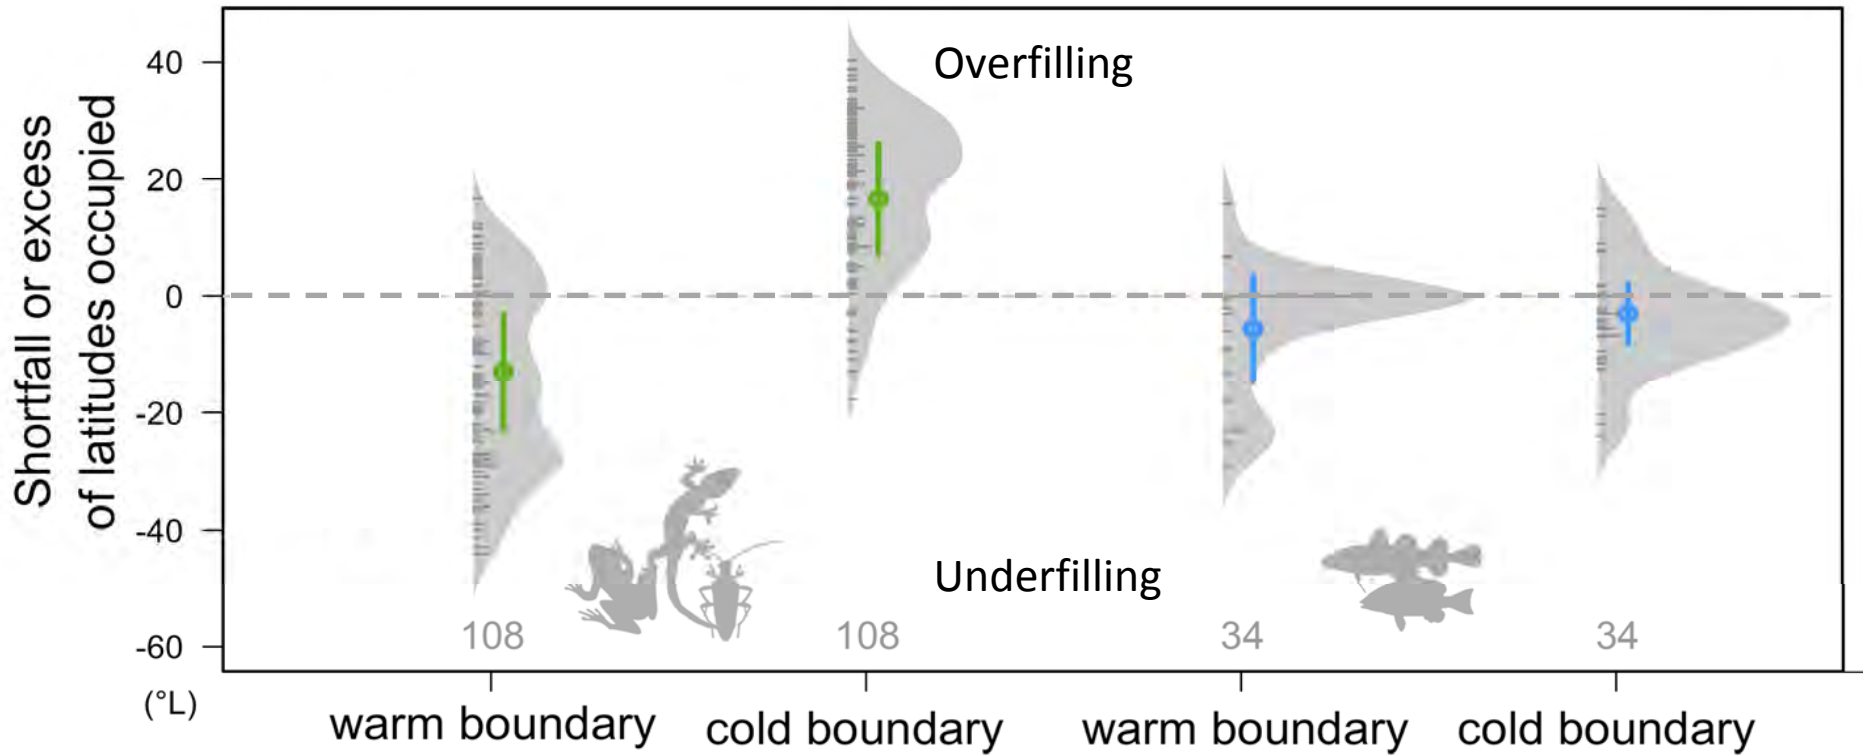 Shortfall or excess
of latitudes occupied
40
20
0
-20
-40
-60
(°L)
Overfilling
Underfilling
108
108
34
34
warm boundary
cold boundary
warm boundary
cold boundary